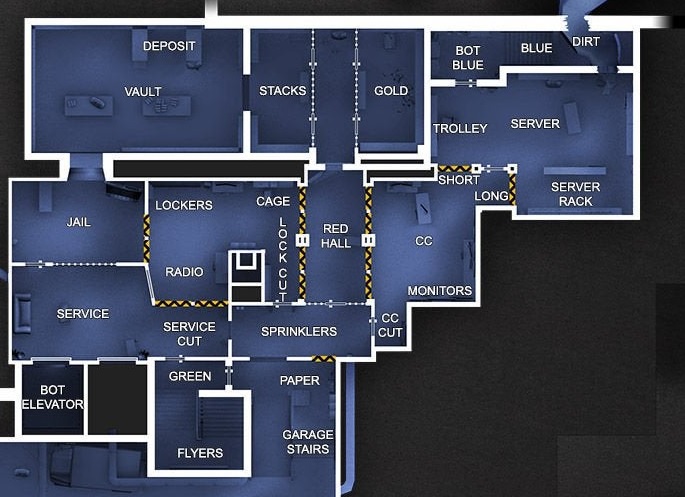 DEPOSIT
VAULT
STACKS
GOLD
BOT
BLUE
BLUE
DIRT
TROLLEY
SERVER
SERVER
RACK
SHORT
LONG
JAIL
LOCKERS
CAGE
RADIO
LOCK CUT
RED
HALL
CC
MONITORS
CC
CUT
SERVICE
SERVICE
CUT
SPRINKLERS
BOT
ELEVATOR
GREEN
FLYERS
PAPER
GARAGE
STAIRS